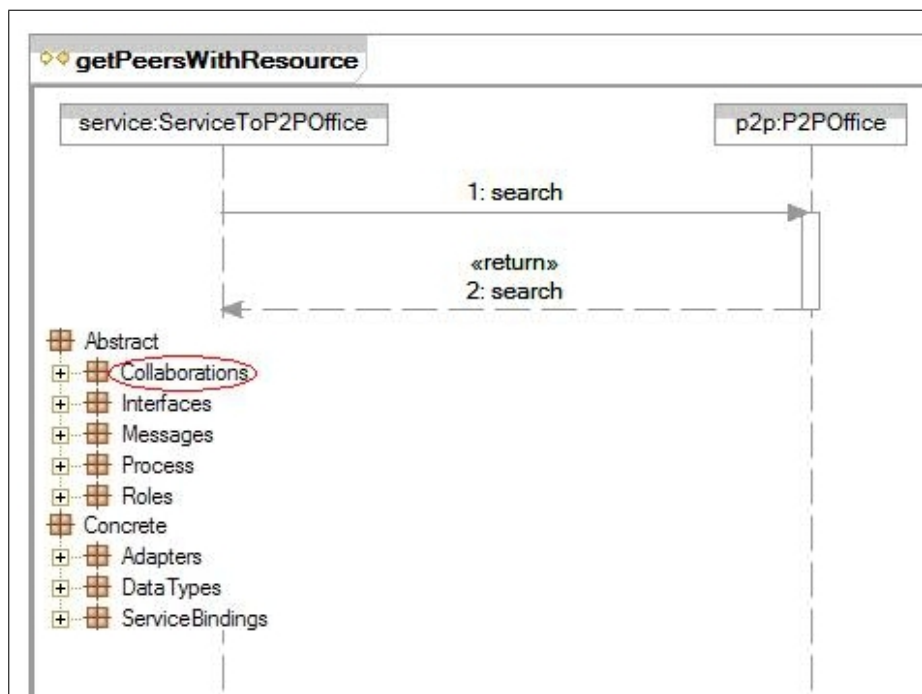 getPeersWithResource
service:ServiceToP2POffice
p2p:P2POffice
1: search
«return»
2: search
Abstract
Collaborations
Interfaces
Messages
Process
Roles
Concrete
Adapters
DataTypes
ServiceBindings